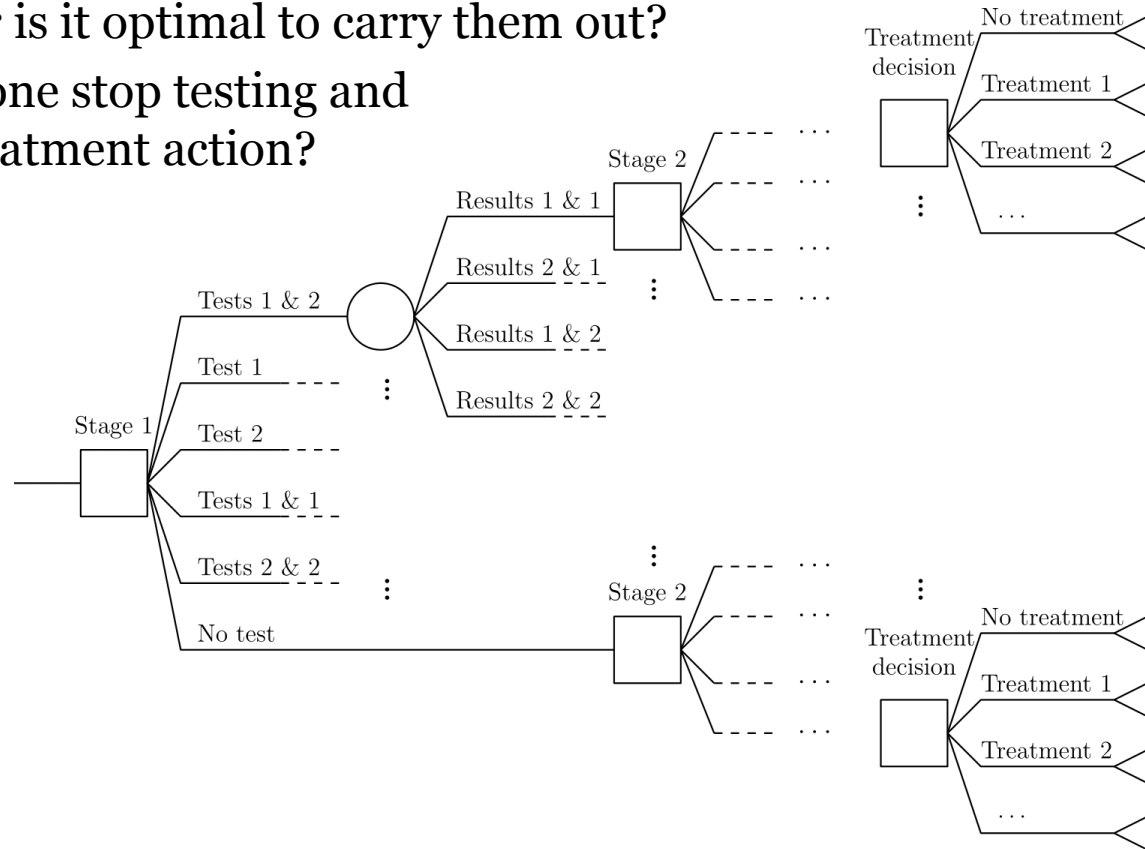 is it optimal to carry them out?
one stop testing and
treatment action?
Treatment
decision
No treatment
Treatment 1
Treatment 2
...
Stage 2
...
...
...
...
Results 1 & 1
Results 2 & 1
Results 1 & 2
Results 2 & 2
Tests 1 & 2
Test 1
Stage 1
Test 2
Tests 1 & 1
Tests 2 & 2
No test
Stage 2
...
...
...
...
Treatment
decision
No treatment
Treatment 1
Treatment 2
...